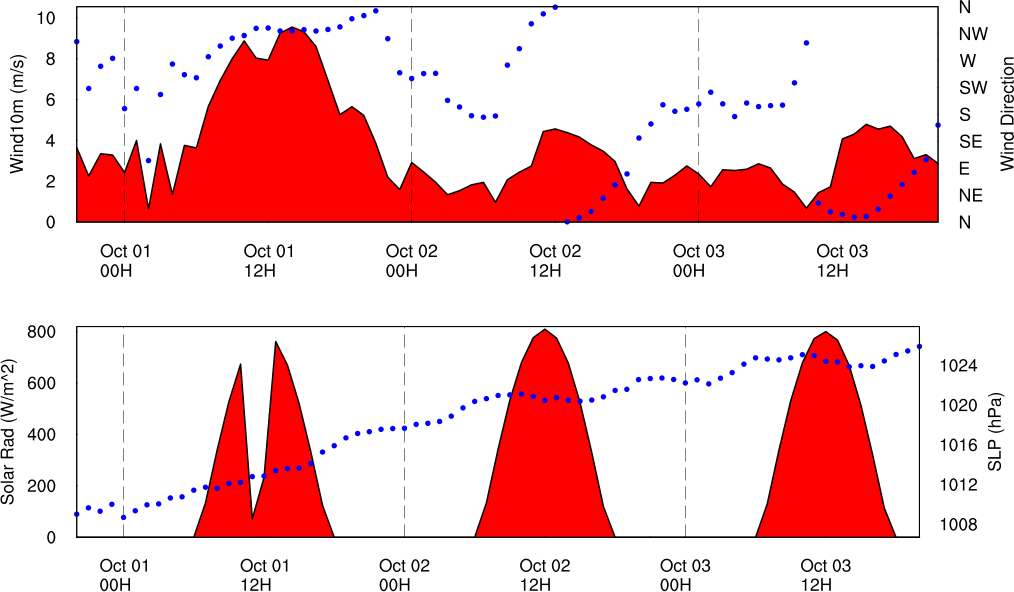 10
8
6
4
2
0
Wind10m (m/s)
N
NW
W
SW
S
SE
E
NE
N
Wind Direction
Oct 01 Oct 01 Oct 02 Oct 02 Oct 03 Oct 03
00H 12H 00H 12H 00H 12H
800
600
400
200
0
Solar Rad (W/m^2)
1024
1020
1016
1012
1008
SLP (hPa)
Oct 01 Oct 01 Oct 02 Oct 02 Oct 03 Oct 03
00H 12H 00H 12H 00H 12H